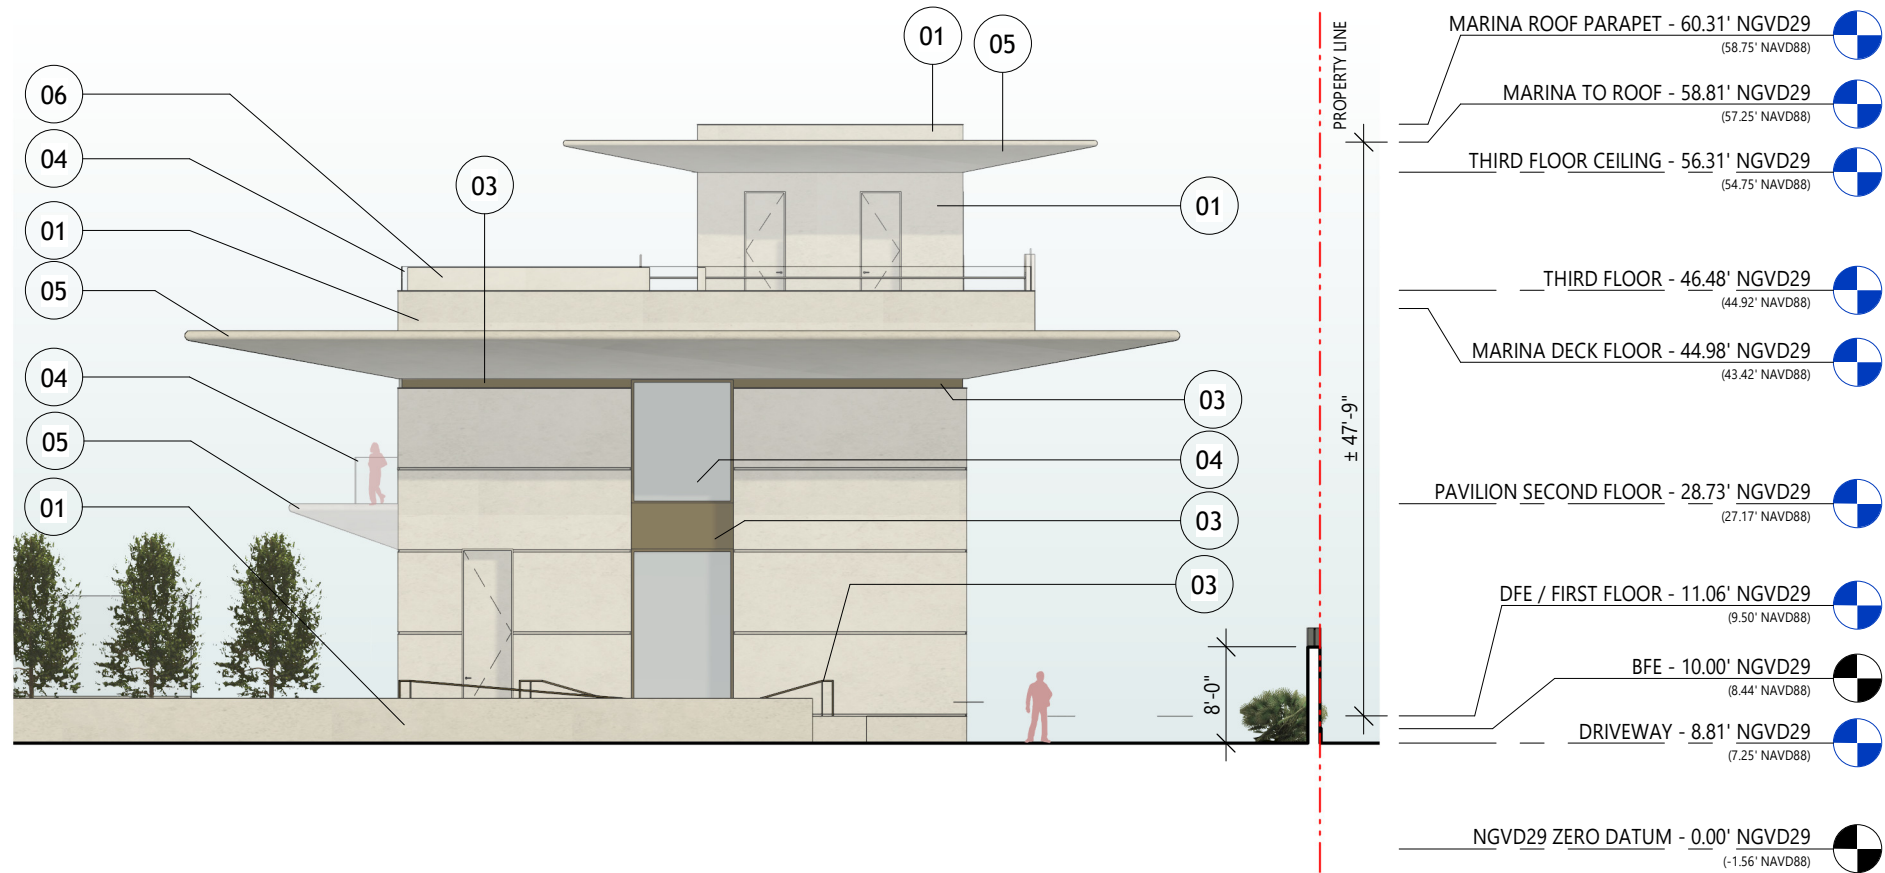 01
05
06
04
03
01
01
05
04
05
01
03
04
03
03
PROPERTY LINE
± 47'-9"
8'-0"
MARINA ROOF PARAPET - 60.31' NGVD29
(58.75' NAVD88)
MARINA TO ROOF - 58.81' NGVD29
(57.25' NAVD88)
THIRD FLOOR CEILING - 56.31' NGVD29
(54.75' NAVD88)
THIRD FLOOR - 46.48' NGVD29
(44.92' NAVD88)
MARINA DECK FLOOR - 44.98' NGVD29
(43.42' NAVD88)
PAVILION SECOND FLOOR - 28.73' NGVD29
(27.17' NAVD88)
DFE / FIRST FLOOR - 11.06' NGVD29
(9.50' NAVD88)
BFE - 10.00' NGVD29
(8.44' NAVD88)
DRIVEWAY - 8.81' NGVD29
(7.25' NAVD88)
NGVD29 ZERO DATUM - 0.00' NGVD29
(-1.56' NAVD88)